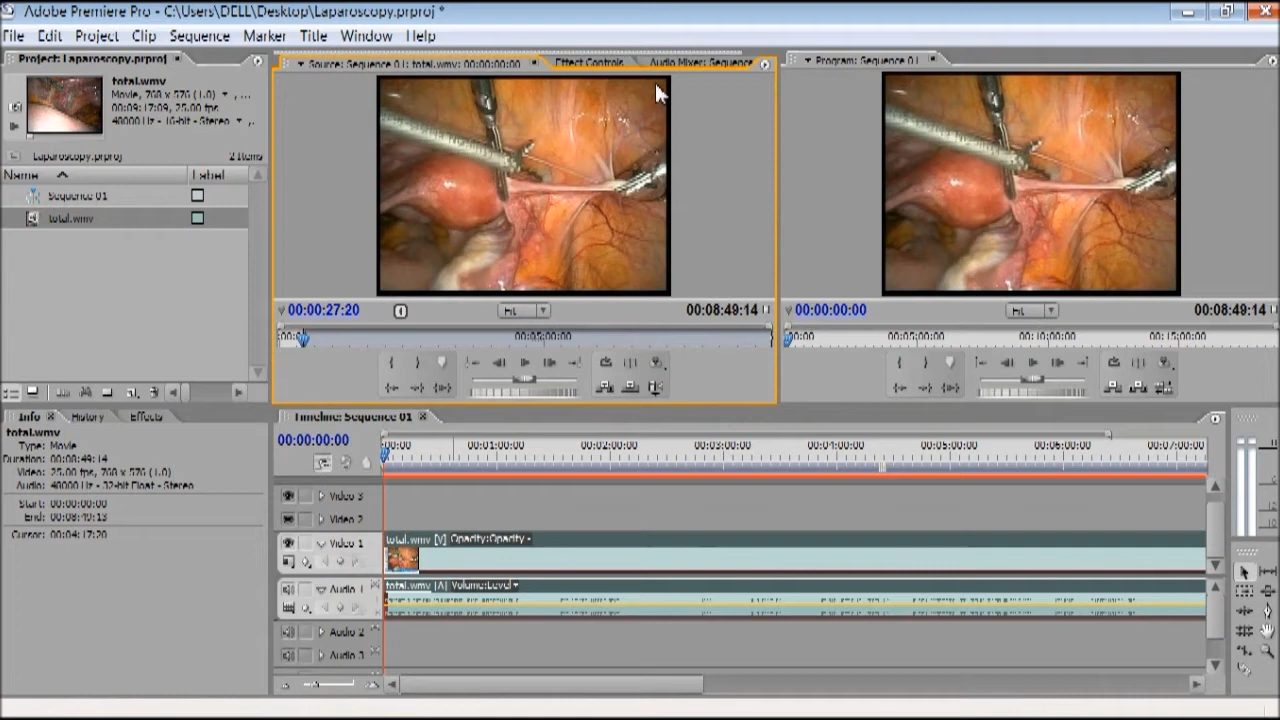 Adobe Premiere Pro - C:\Users\DELL\Desktop\Laparoscopy.prproj *
File Edit Project Clip Sequence Marker Title Window Help
Project: Laparoscopy.prproj
total.wmv
Movie, 768 x 576 (1.0) , ...
00:09:17:09, 25.00 fps
48000 Hz - 16-bit - Stereo
Laparoscopy.prproj 2 Items
Name Label
Sequence 01
total.wmv
Source: Sequence 01: total.wmv: 00:00:00:00 Effect Controls Audio Mixer: Sequence
00:00:27:20 Fit 00:08:49:14
00:05:00:00
Program: Sequence 01
00:00:00:00 Fit 00:08:49:14
00:00 00:05:00:00 00:10:00:00 00:15:00:00
Info History Effects
total.wmv
Type: Movie
Duration: 00:08:49:14
Video: 25.00 fps, 768 x 576 (1.0)
Audio: 48000 Hz - 32-bit Float - Stereo
Start: 00:00:00:00
End: 00:08:49:13
Cursor: 00:04:17:20
Timeline: Sequence 01
00:00:00:00
00:00 00:01:00:00 00:02:00:00 00:03:00:00 00:04:00:00 00:05:00:00 00:06:00:00 00:07:00:00
Video 3
Video 2
Video 1
total.wmv [V] Opacity:Opacity
Audio 1
total.wmv [A] Volume:Level
Audio 2
Audio 3